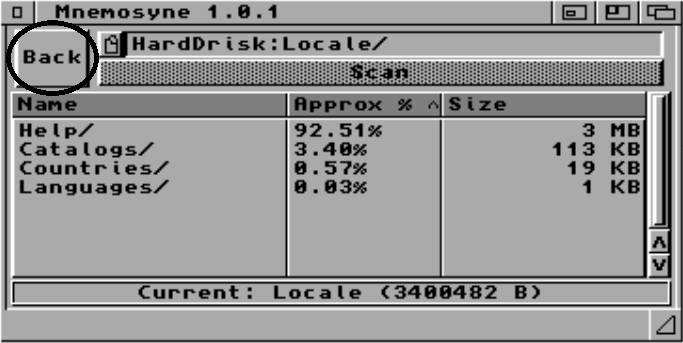 Mnemosyne 1.0.1
Back
HardDrisk:Locale/
Scan
Name Approx % Size
Help/ 92.51% 3 MB
Catalogs/ 3.40% 113 KB
Countries/ 0.57% 19 KB
Languages/ 0.03% 1 KB
Current: Locale (3400482 B)